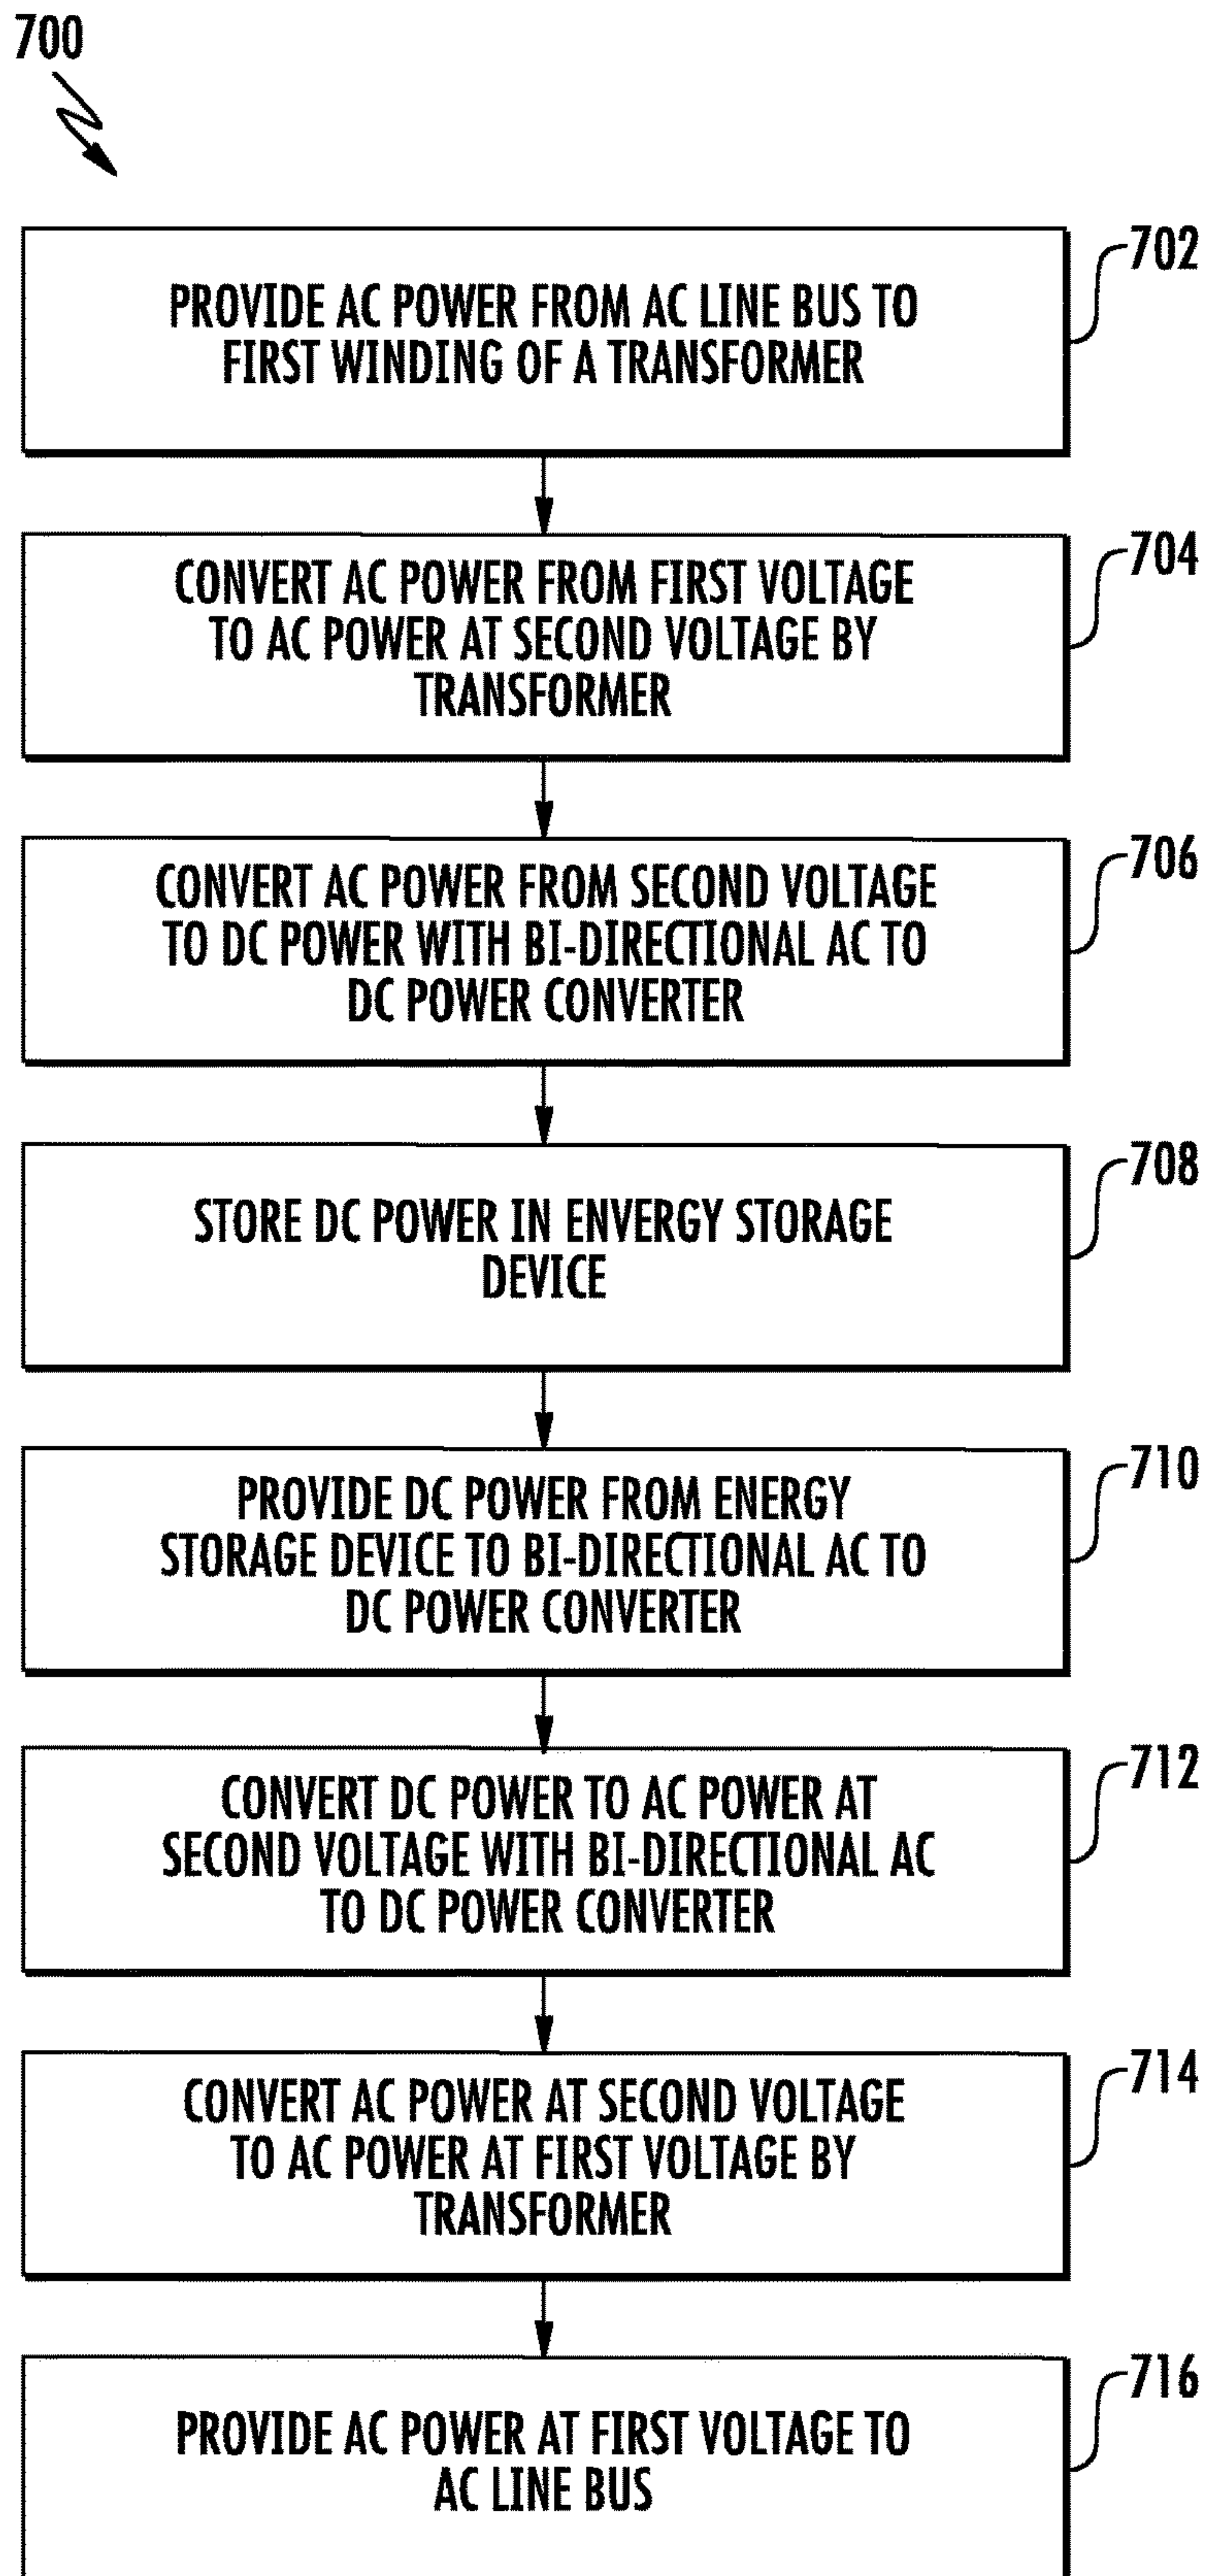 700
PROVIDE AC POWER FROM AC LINE BUS TO
FIRST WINDING OF A TRANSFORMER
702
CONVERT AC POWER FROM FIRST VOLTAGE
TO AC POWER AT SECOND VOLTAGE BY
TRANSFORMER
704
CONVERT AC POWER FROM SECOND VOLTAGE
TO DC POWER WITH BI-DIRECTIONAL AC TO
DC POWER CONVERTER
706
STORE DC POWER IN ENVERGY STORAGE
DEVICE
708
PROVIDE DC POWER FROM ENERGY
STORAGE DEVICE TO BI-DIRECTIONAL AC TO
DC POWER CONVERTER
710
CONVERT DC POWER TO AC POWER AT
SECOND VOLTAGE WITH BI-DIRECTIONAL AC
TO DC POWER CONVERTER
712
CONVERT AC POWER AT SECOND VOLTAGE
TO AC POWER AT FIRST VOLTAGE BY
TRANSFORMER
714
PROVIDE AC POWER AT FIRST VOLTAGE TO
AC LINE BUS
716